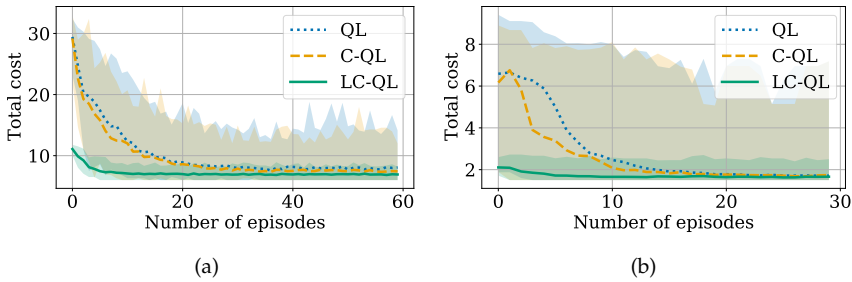 QL
C-QL
LC-QL
30
20
10
Total cost
0
20
40
60
Number of episodes
(a)
QL
C-QL
LC-QL
8
6
4
2
Total cost
0
10
20
30
Number of episodes
(b)